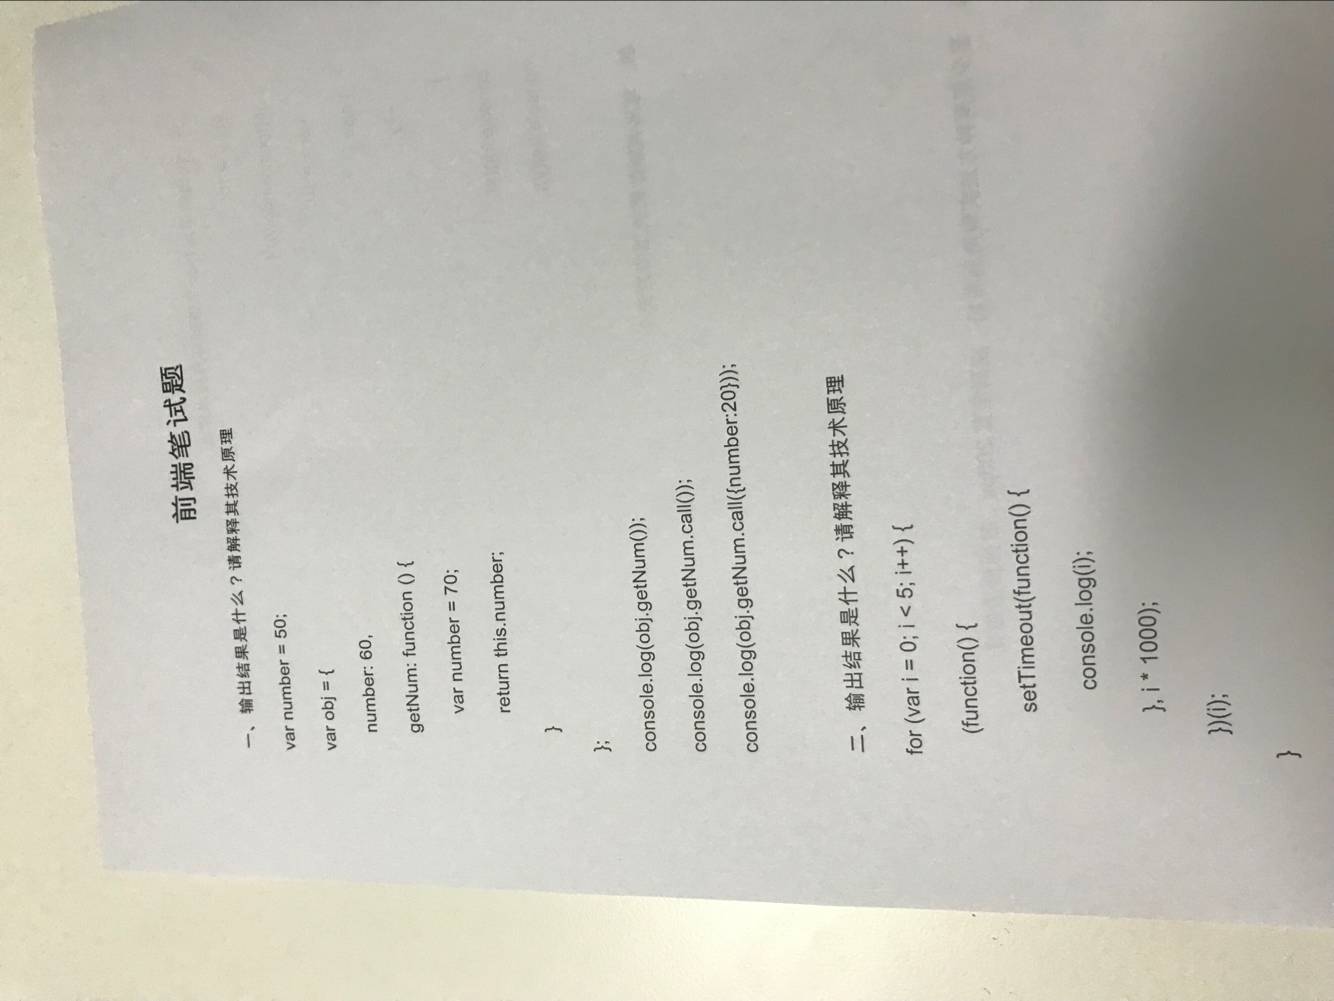 前端笔试题
一、输出结果是什么？请解释其技术原理
var number = 50;
var obj = {
number: 60,
getNum: function () {
var number = 70;
return this.number;
}
};
console.log(obj.getNum());
console.log(obj.getNum.call());
console.log(obj.getNum.call({number:20}));
二、输出结果是什么？请解释其技术原理
for (var i = 0; i < 5; i++) {
(function() {
setTimeout(function() {
console.log(i);
}, i * 1000);
})(i);
}